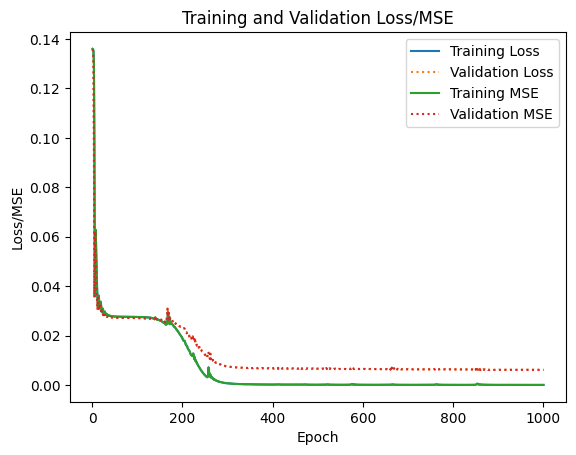 Training and Validation Loss/MSE
Training Loss
Validation Loss
Training MSE
Validation MSE
Loss/MSE
0.14
0.12
0.10
0.08
0.06
0.04
0.02
0.00
0 200 400 600 800 1000
Epoch